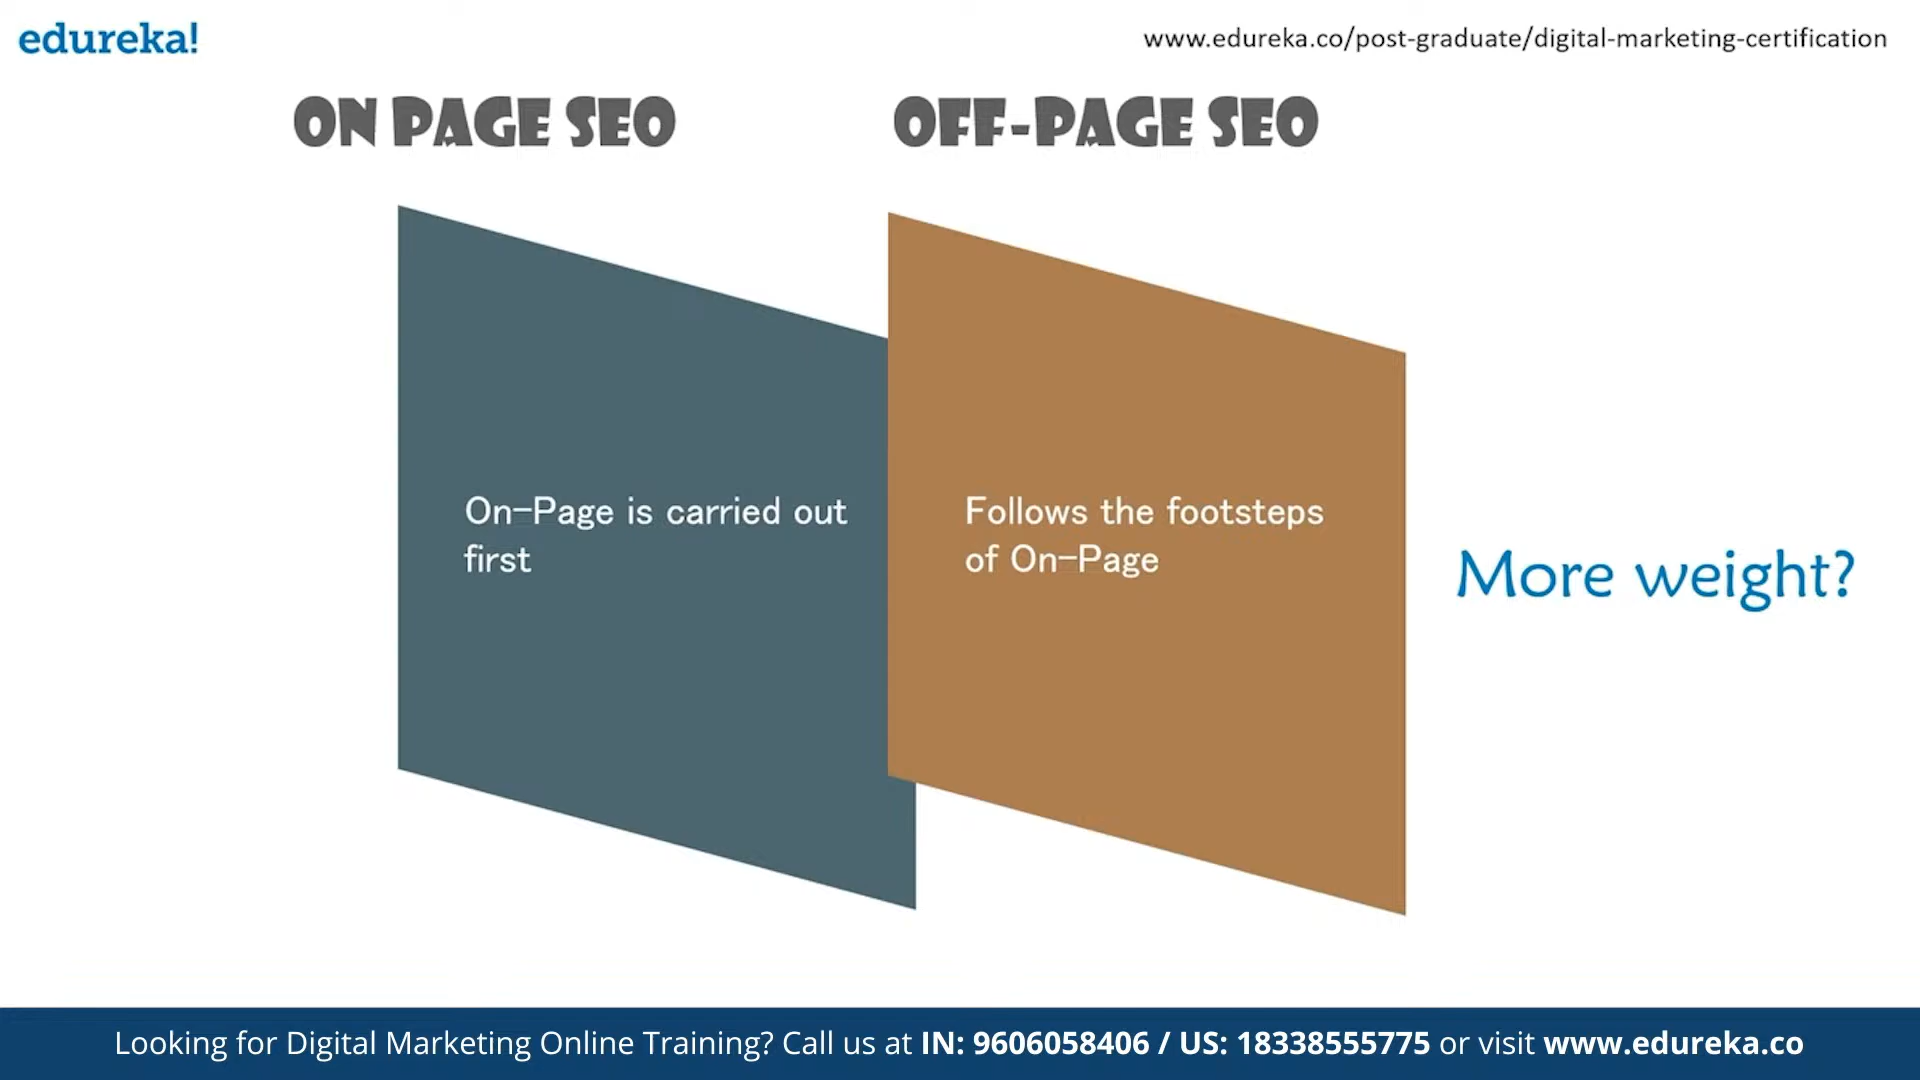 edureka!
www.edureka.co/post-graduate/digital-marketing-certification
ON PAGE SEO
OFF-PAGE SEO
On-Page is carried out
first
Follows the footsteps
of On-Page
More weight?
Looking for Digital Marketing Online Training? Call us at IN: 9606058406 / US: 18338555775 or visit www.edureka.co